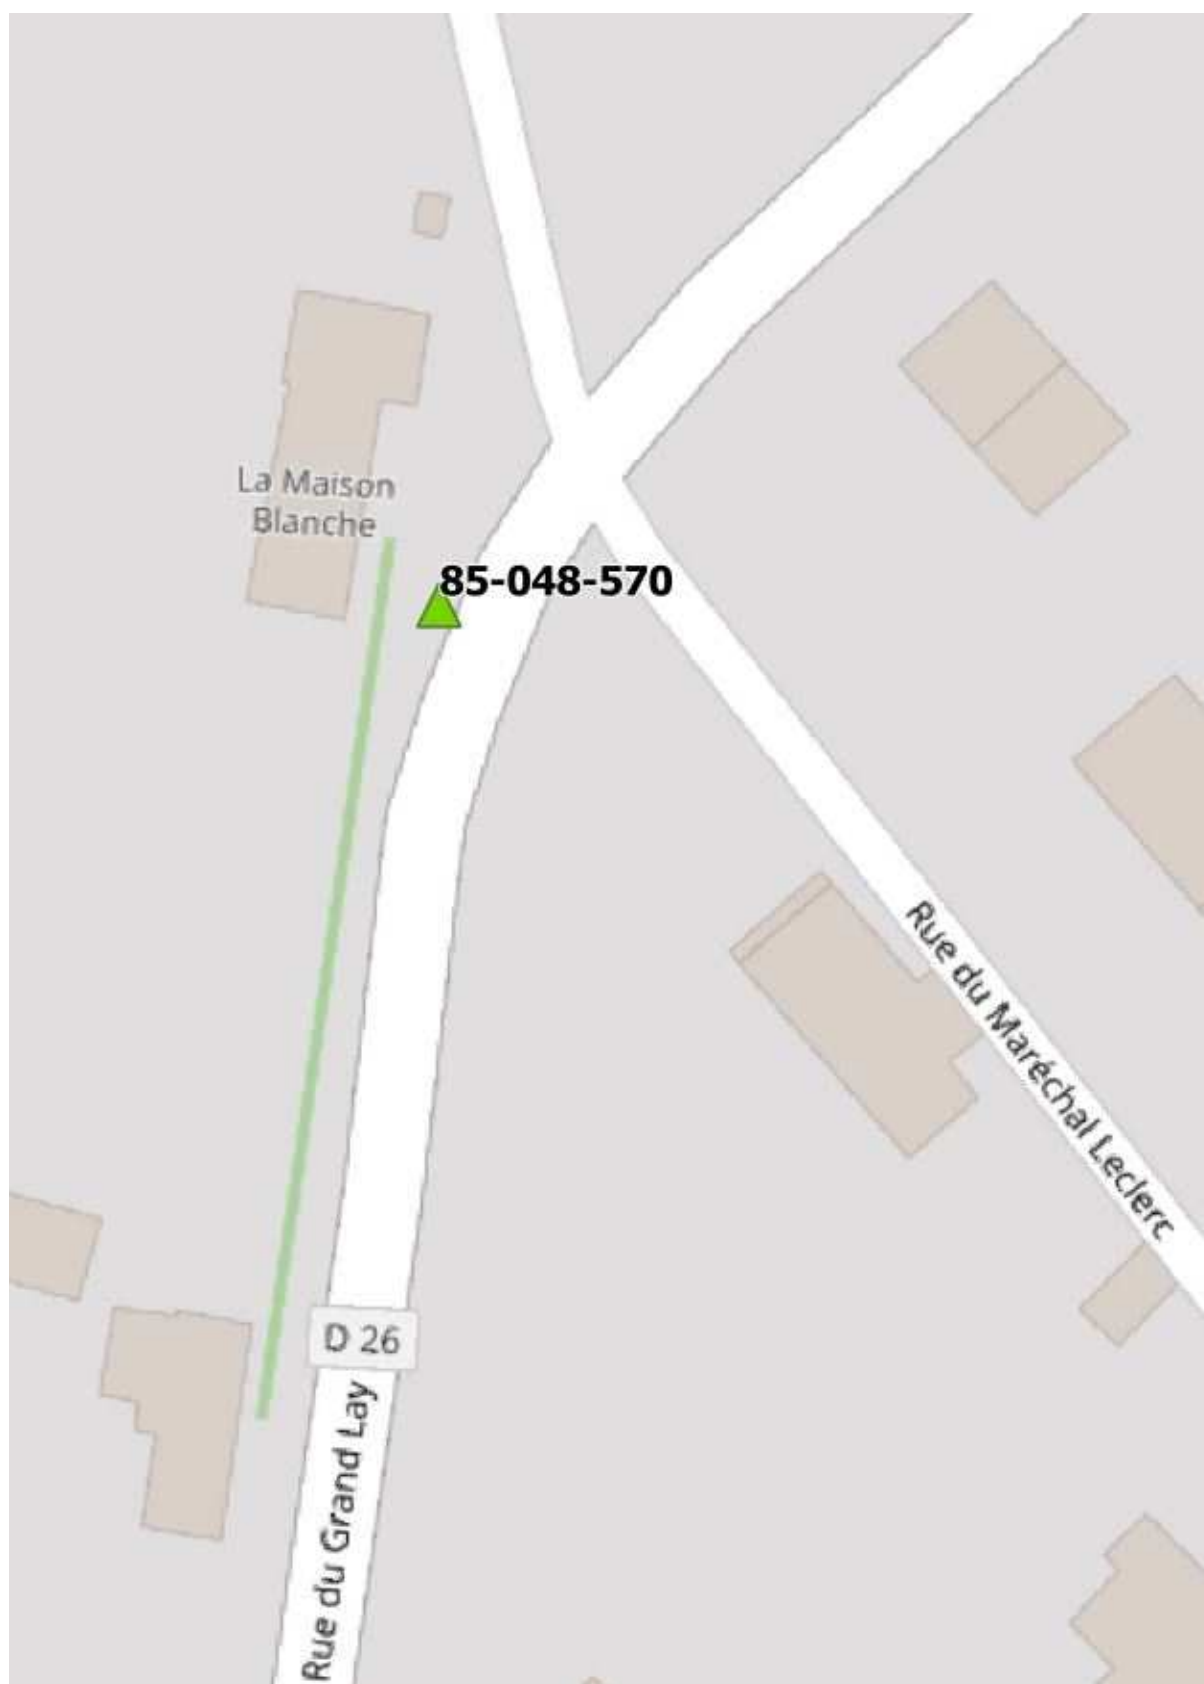 La Maison
Blanche
85-048-570
Rue du Maréchal Leclerc
D 26
Rue du Grand Lay